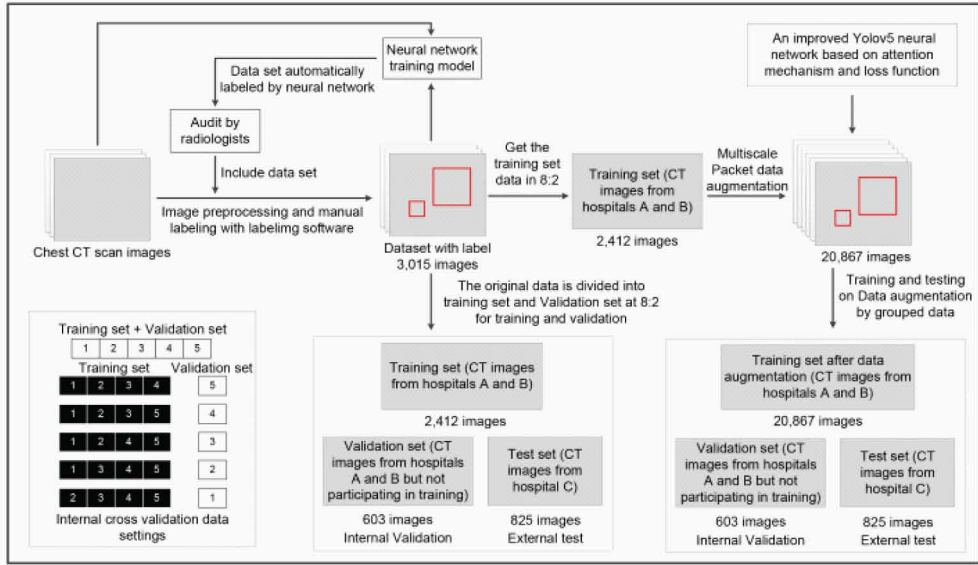 Neural network
training model
Data set automatically
labeled by neural network
Audit by
radiologists
Include data set
Image preprocessing and manual
labeling with labelimg software
Chest CT scan images
Dataset with label
3,015 images
Get the
training set
data in 8:2
Training set (CT
images from
hospitals A and B)
2,412 images
Multiscale
Packet data
augmentation
An improved Yolov5 neural
network based on attention
mechanism and loss function
20,867 images
Training and testing
on Data augmentation
by grouped data
The original data is divided into
training set and Validation set at 8:2
for training and validation
Training set + Validation set
1 2 3 4 5
Training set Validation set
1 2 3 4 5
1 2 3 5 4
1 2 4 5 3
1 3 4 5 2
2 3 4 5 1
Internal cross validation data
settings
Training set (CT images
from hospitals A and B)
2,412 images
Validation set (CT
images from hospitals
A and B but not
participating in training)
603 images
Internal Validation
Test set (CT
images from
hospital C)
825 images
External test
Training set after data
augmentation (CT images from
hospitals A and B)
20,867 images
Validation set (CT
images from hospitals
A and B but not
participating in training)
603 images
Internal Validation
Test set (CT
images from
hospital C)
825 images
External test